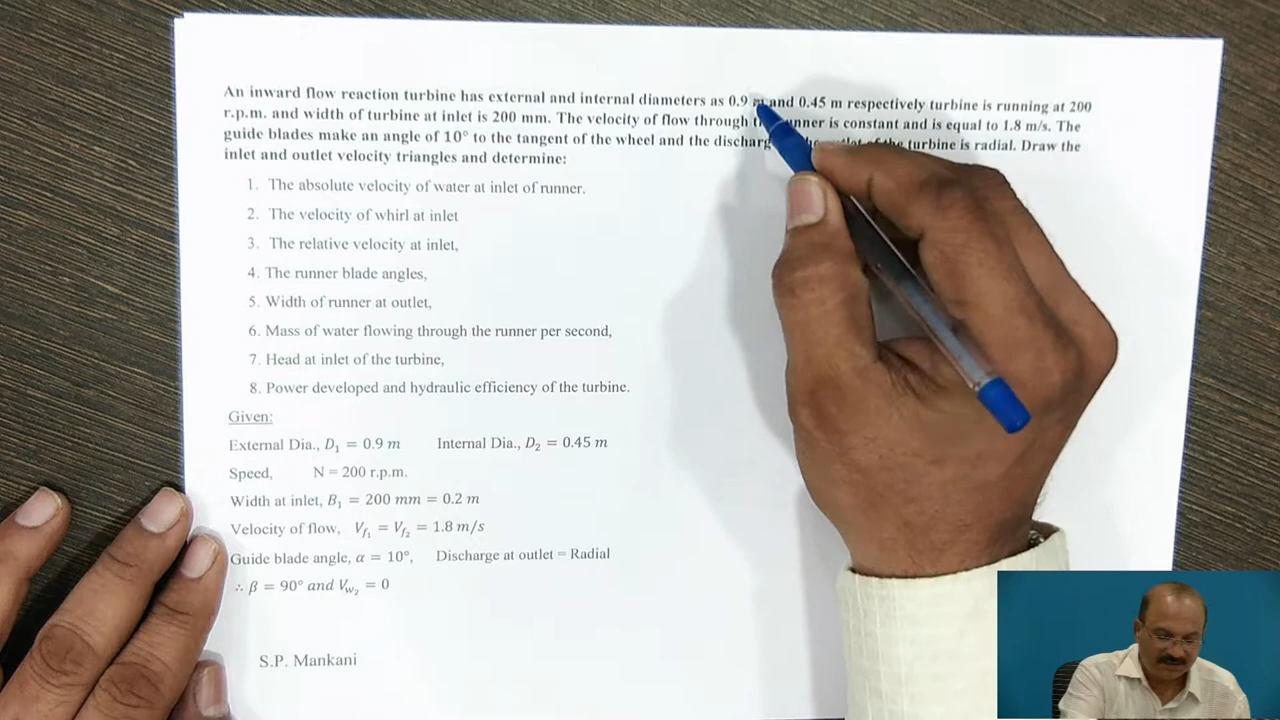 An inward flow reaction turbine has external and internal diameters as 0.9 m and 0.45 m respectively turbine is running at 200
r.p.m. and width of turbine at inlet is 200 mm. The velocity of flow through runner is constant and is equal to 1.8 m/s. The
guide blades make an angle of 10° to the tangent of the wheel and the turbine is radial. Draw the
inlet and outlet velocity triangles and determine:
1. The absolute velocity of water at inlet of runner.
2. The velocity of whirl at inlet
3. The relative velocity at inlet,
4. The runner blade angles,
5. Width of runner at outlet,
6. Mass of water flowing through the runner per second,
7. Head at inlet of the turbine,
8. Power developed and hydraulic efficiency of the turbine.
Given:
External Dia., D₁ = 0.9 m Internal Dia., D₂ = 0.45 m
Speed, N = 200 r.p.m.
Width at inlet, B₁ = 200 mm = 0.2 m
Velocity of flow, V_f₁ = V_f₂ = 1.8 m/s
Guide blade angle, α = 10°, Discharge at outlet = Radial
∴ β = 90° and V_w₂ = 0
S.P. Mankani